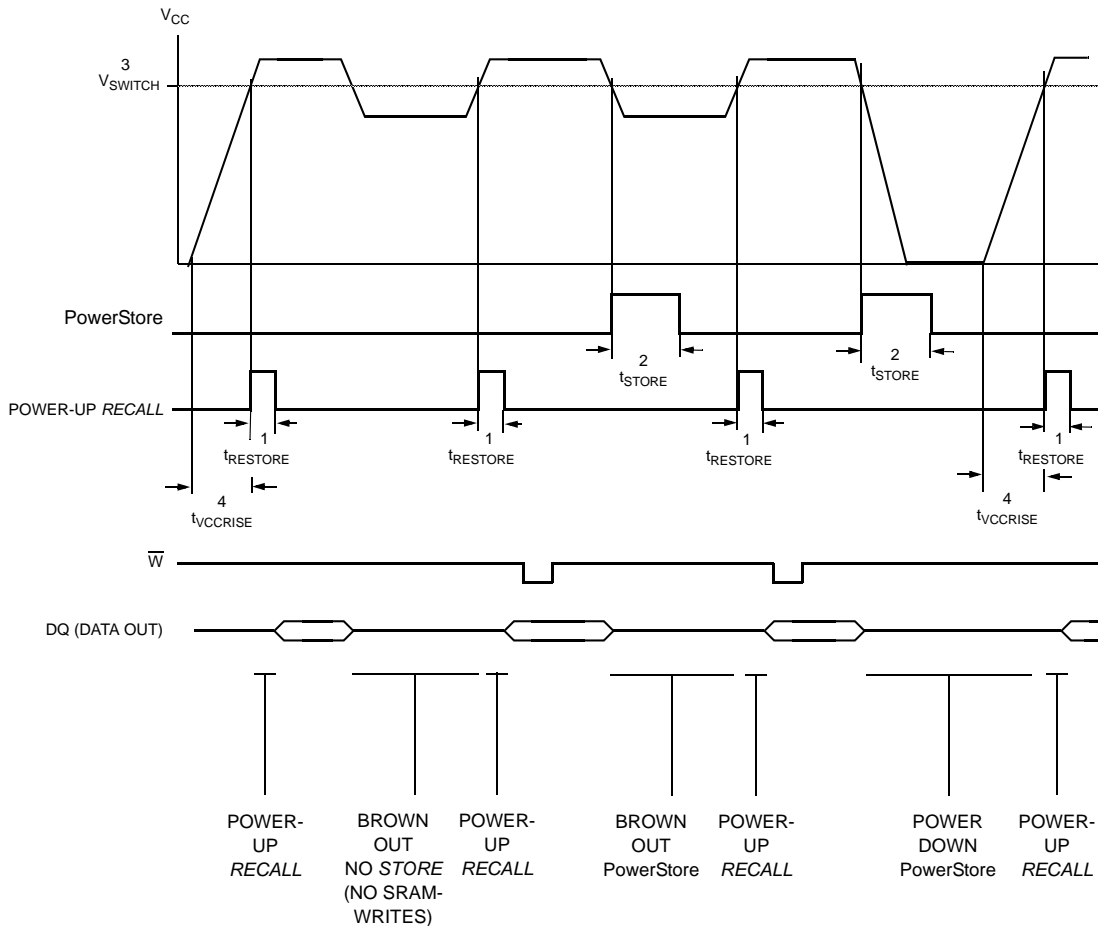 VCC
3
VSWITCH
PowerStore
2
tSTORE
2
tSTORE
POWER-UP RECALL
1
tRESTORE
1
tRESTORE
1
tRESTORE
1
tRESTORE
4
tVCCRISE
4
tVCCRISE
W
DQ (DATA OUT)
POWER-
UP
RECALL
BROWN
OUT
NO STORE
(NO SRAM-
WRITES)
POWER-
UP
RECALL
BROWN
OUT
PowerStore
POWER-
UP
RECALL
POWER
DOWN
PowerStore
POWER-
UP
RECALL